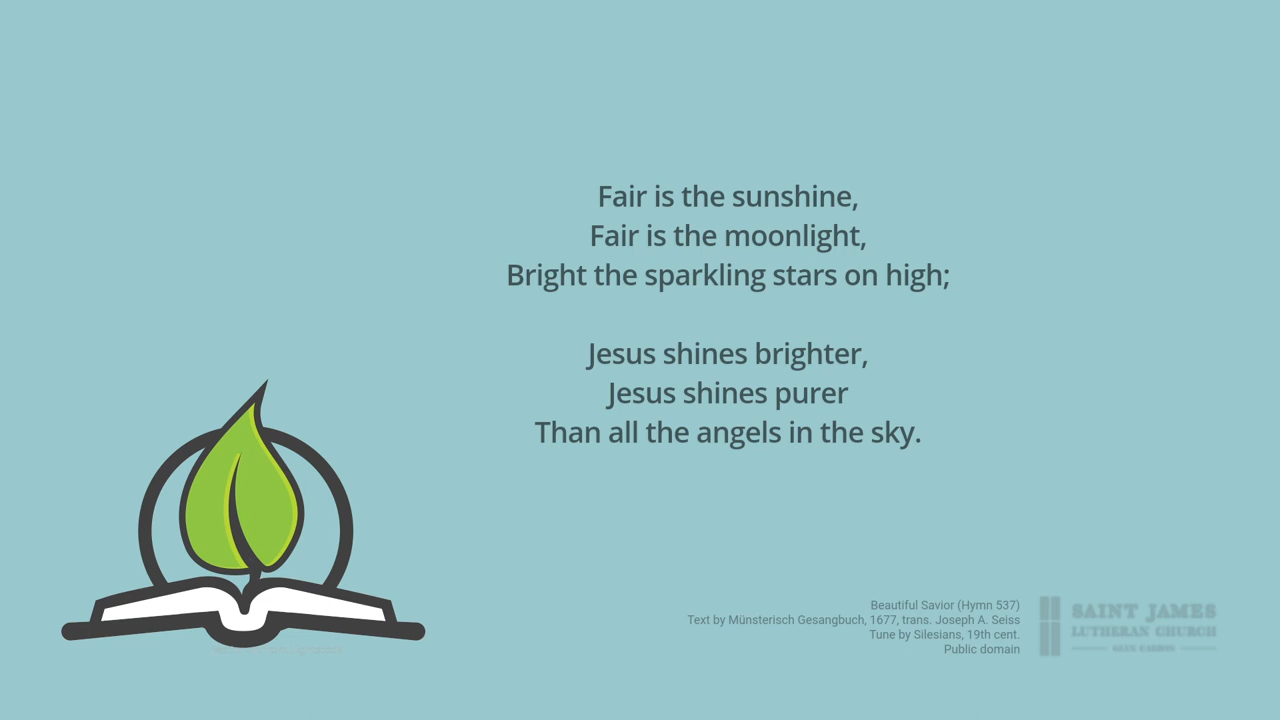 Fair is the sunshine,
Fair is the moonlight,
Bright the sparkling stars on high;
Jesus shines brighter,
Jesus shines purer
Than all the angels in the sky.
Beautiful Savior (Hymn 537)
Text by Münsterisch Gesangbuch, 1677, trans. Joseph A. Seiss
Tune by Silesians, 19th cent.
Public domain
SAINT JAMES
LUTHERAN CHURCH
GLEN CARBON